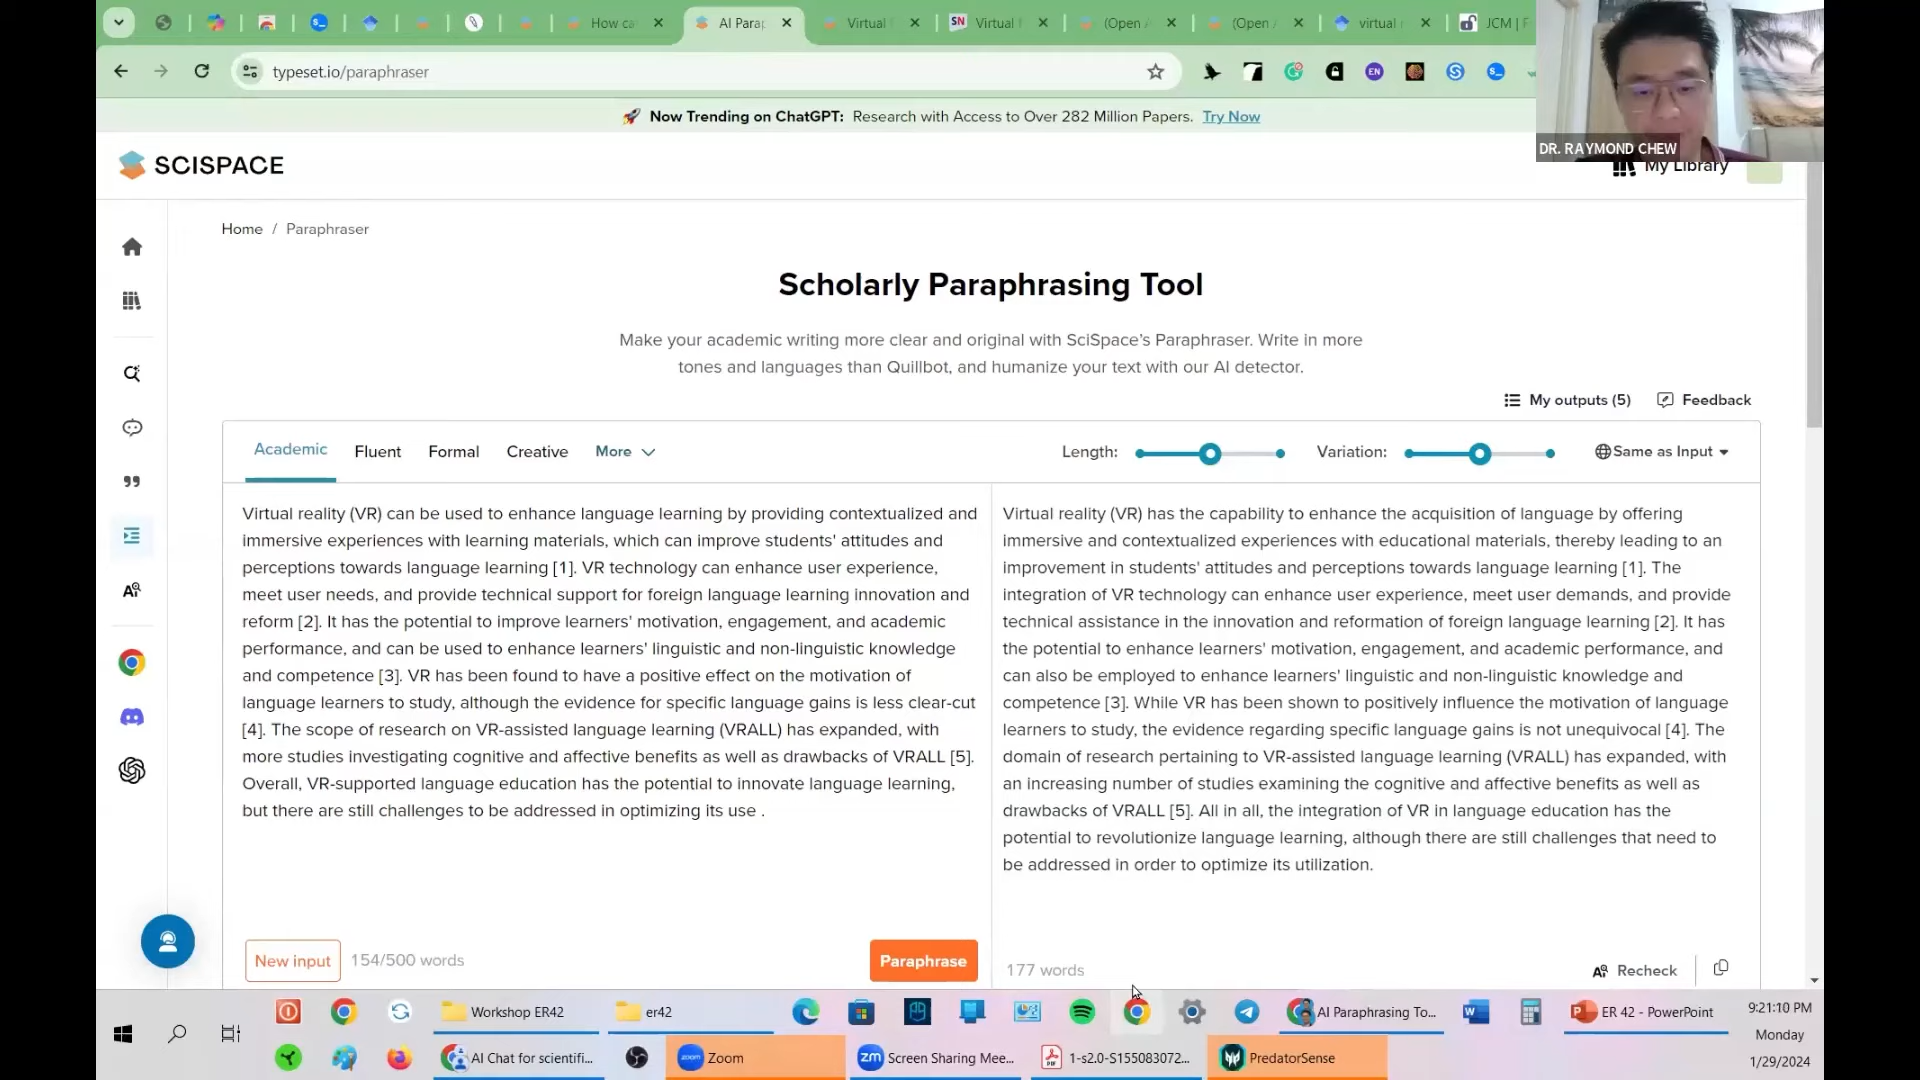 How ca
AI Para
Virtual
SN
Virtual
(Open
(Open
virtual
JCM | F
typeset.io/paraphraser
EN
DR. RAYMOND CHEW
Now Trending on ChatGPT: Research with Access to Over 282 Million Papers. Try Now
SCISPACE
My Library
Home / Paraphraser
Scholarly Paraphrasing Tool
Make your academic writing more clear and original with SciSpace's Paraphraser. Write in more
tones and languages than Quillbot, and humanize your text with our AI detector.
My outputs (5)
Feedback
Academic
Fluent
Formal
Creative
More
Length:
Variation:
Same as Input
Virtual reality (VR) can be used to enhance language learning by providing contextualized and
immersive experiences with learning materials, which can improve students' attitudes and
perceptions towards language learning [1]. VR technology can enhance user experience,
meet user needs, and provide technical support for foreign language learning innovation and
reform [2]. It has the potential to improve learners' motivation, engagement, and academic
performance, and can be used to enhance learners' linguistic and non-linguistic knowledge
and competence [3]. VR has been found to have a positive effect on the motivation of
language learners to study, although the evidence for specific language gains is less clear-cut
[4]. The scope of research on VR-assisted language learning (VRALL) has expanded, with
more studies investigating cognitive and affective benefits as well as drawbacks of VRALL [5].
Overall, VR-supported language education has the potential to innovate language learning,
but there are still challenges to be addressed in optimizing its use .
New input
154/500 words
Paraphrase
Virtual reality (VR) has the capability to enhance the acquisition of language by offering
immersive and contextualized experiences with educational materials, thereby leading to an
improvement in students' attitudes and perceptions towards language learning [1]. The
integration of VR technology can enhance user experience, meet user demands, and provide
technical assistance in the innovation and reformation of foreign language learning [2]. It has
the potential to enhance learners' motivation, engagement, and academic performance, and
can also be employed to enhance learners' linguistic and non-linguistic knowledge and
competence [3]. While VR has been shown to positively influence the motivation of language
learners to study, the evidence regarding specific language gains is not unequivocal [4]. The
domain of research pertaining to VR-assisted language learning (VRALL) has expanded, with
an increasing number of studies examining the cognitive and affective benefits as well as
drawbacks of VRALL [5]. All in all, the integration of VR in language education has the
potential to revolutionize language learning, although there are still challenges that need to
be addressed in order to optimize its utilization.
177 words
Recheck
Workshop ER42
er42
AI Paraphrasing To...
ER 42 - PowerPoint
9:21:10 PM
Monday
1/29/2024
AI Chat for scientifi...
zoom
Zoom
zm
Screen Sharing Mee...
1-s2.0-S155083072...
PredatorSense